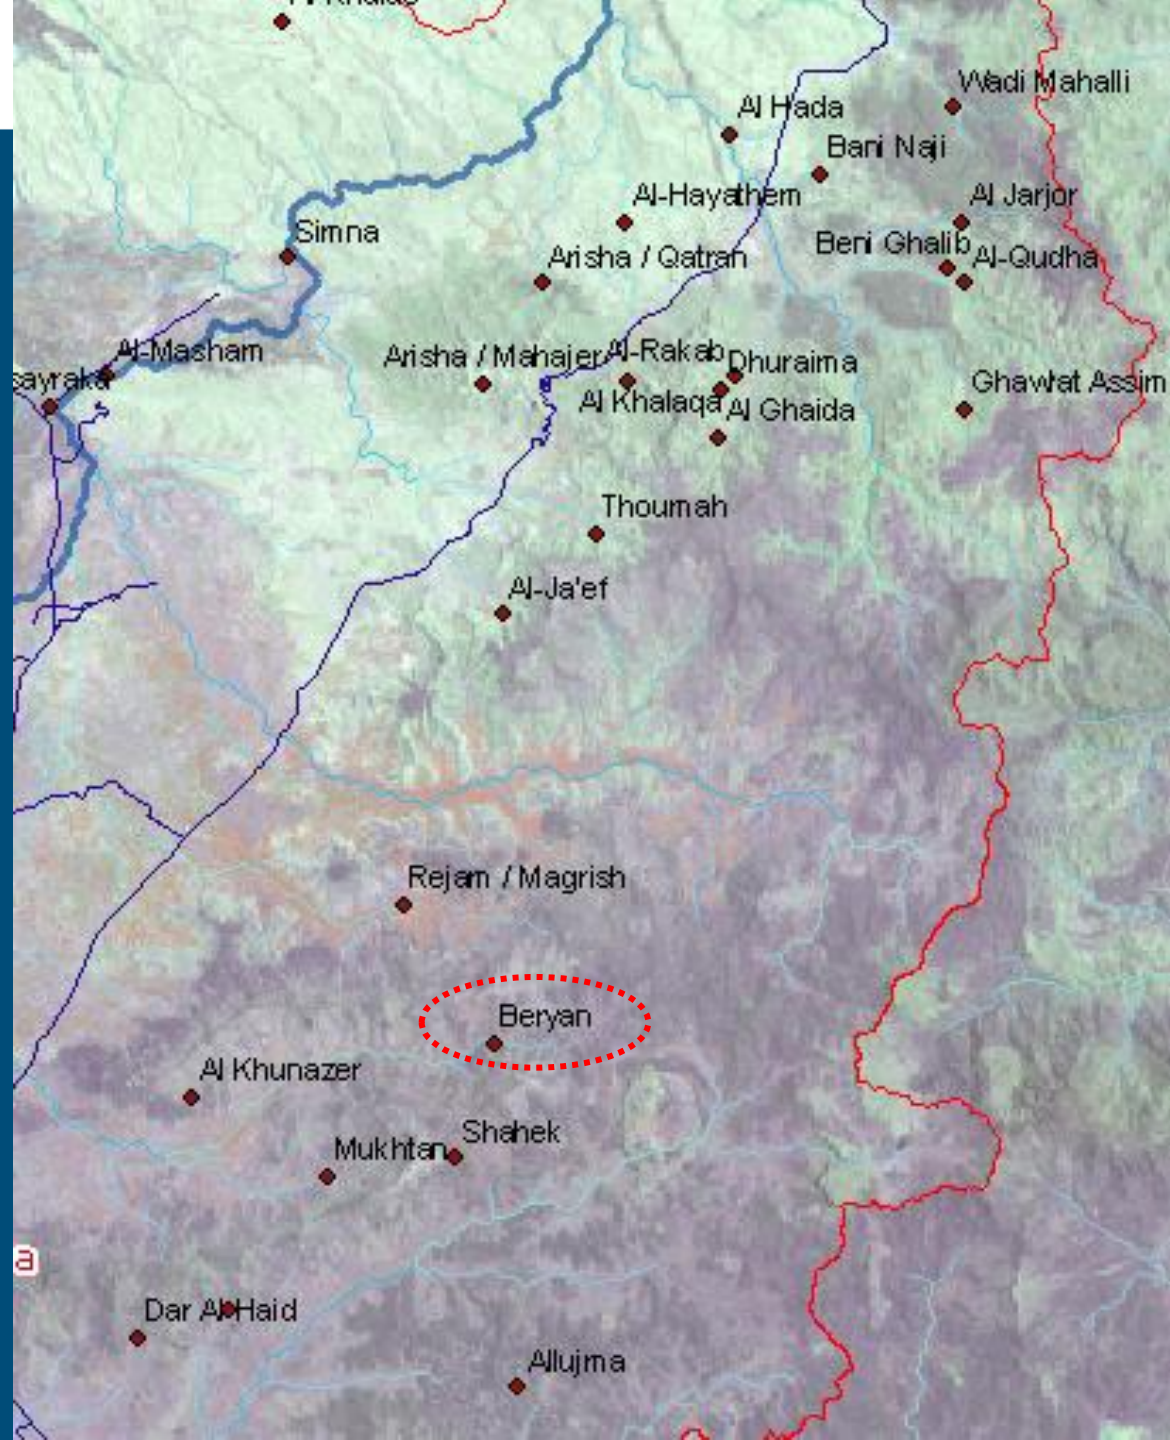 Wadi Mahalli
Al Hada
Bani Naji
Al-Hayathem
Al Jarjor
Simna
Beni Ghalib
Arisha / Qatran
Al-Qudha
Al-Masham
Arisha / Mahajer
Al-Rakab
Dhuraima
sayraka
Ghawlat Assim
Al Khalaqa
Al Ghaida
Thoumah
Al-Ja'ef
Rejam / Magrish
Beryan
Al Khunazer
Shahek
Mukhtan
a
Dar Al Haid
Allujma